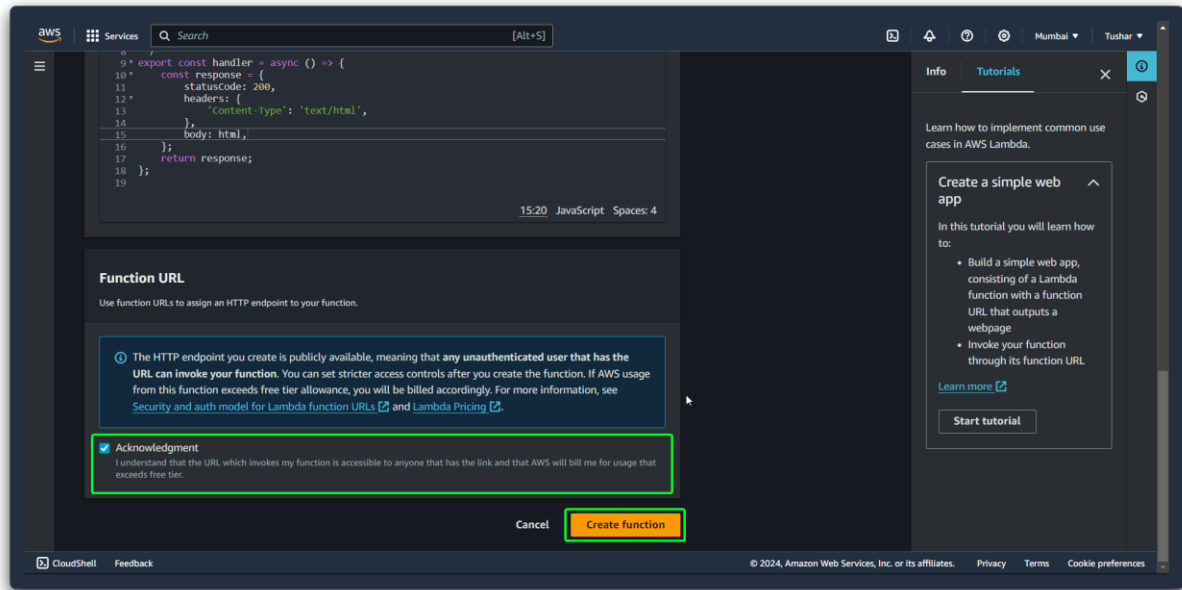 aws
Services
Search
[Alt+S]
Mumbai ▼
Tushar ▼
9 export const handler = async () => {
10 const response = {
11 statusCode: 200,
12 headers: {
13 'Content-Type': 'text/html',
14 },
15 body: html,
16 };
17 return response;
18 };
19
15:20 JavaScript Spaces: 4
Function URL
Use function URLs to assign an HTTP endpoint to your function.
The HTTP endpoint you create is publicly available, meaning that any unauthenticated user that has the
URL can invoke your function. You can set stricter access controls after you create the function. If AWS usage
from this function exceeds free tier allowance, you will be billed accordingly. For more information, see
Security and auth model for Lambda function URLs and Lambda Pricing.
Acknowledgment
I understand that the URL which invokes my function is accessible to anyone that has the link and that AWS will bill me for usage that
exceeds free tier.
Cancel
Create function
Info
Tutorials
Learn how to implement common use
cases in AWS Lambda.
Create a simple web
app
In this tutorial you will learn how
to:
• Build a simple web app,
consisting of a Lambda
function with a function
URL that outputs a
webpage
• Invoke your function
through its function URL
Learn more
Start tutorial
CloudShell
Feedback
© 2024, Amazon Web Services, Inc. or its affiliates.
Privacy
Terms
Cookie preferences